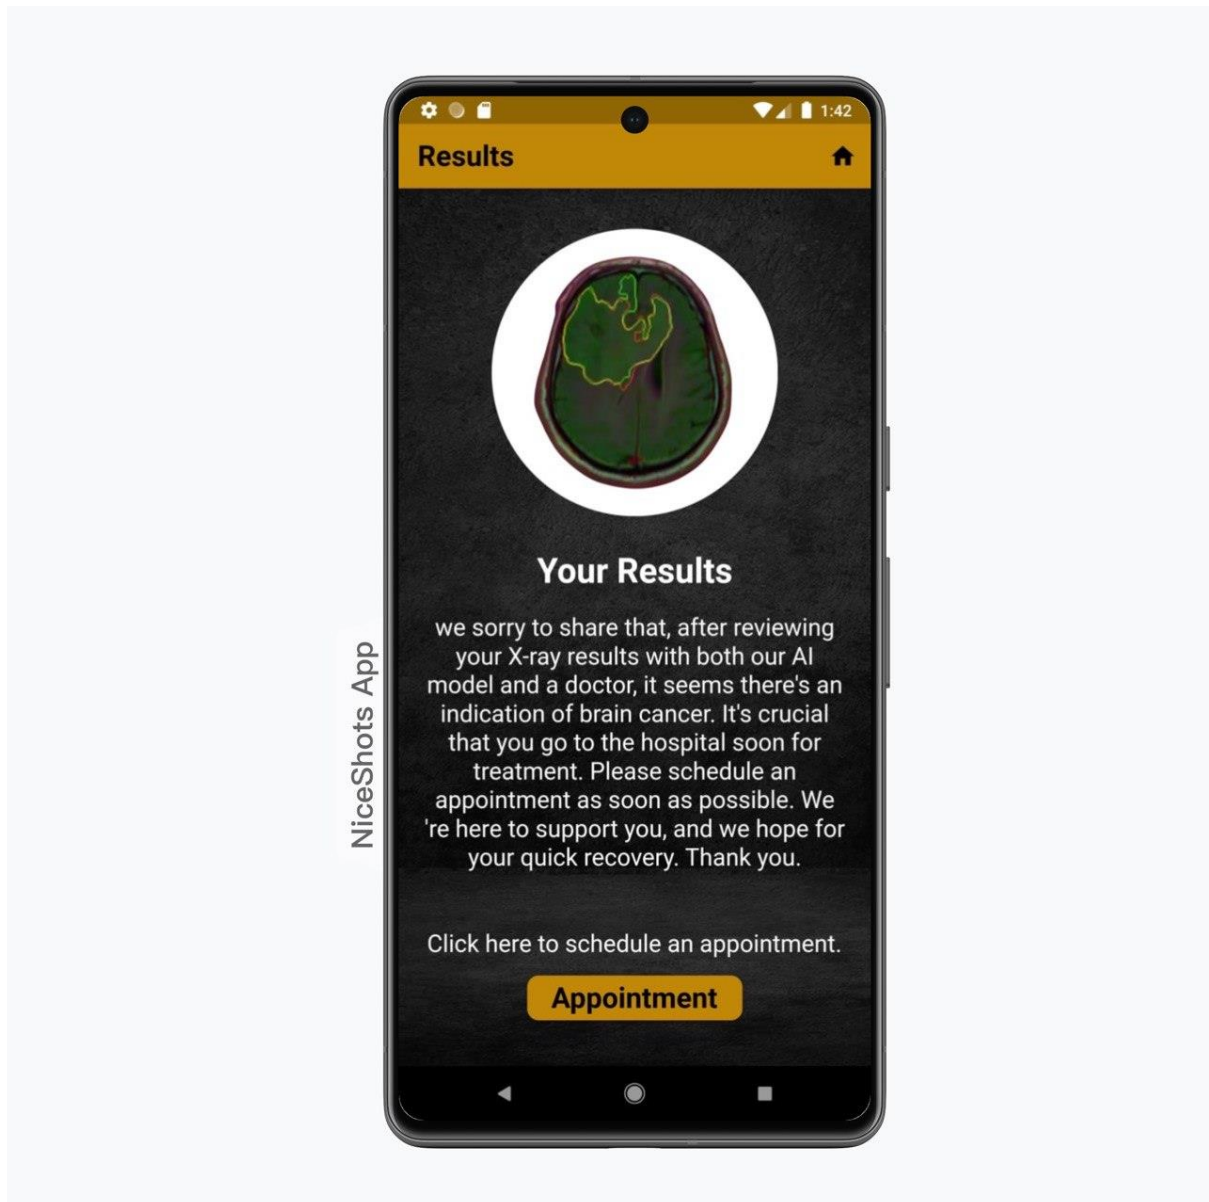 1:42
Results
Your Results
we sorry to share that, after reviewing
your X-ray results with both our AI
model and a doctor, it seems there's an
indication of brain cancer. It's crucial
that you go to the hospital soon for
treatment. Please schedule an
appointment as soon as possible. We
're here to support you, and we hope for
your quick recovery. Thank you.
Click here to schedule an appointment.
Appointment
NiceShots App